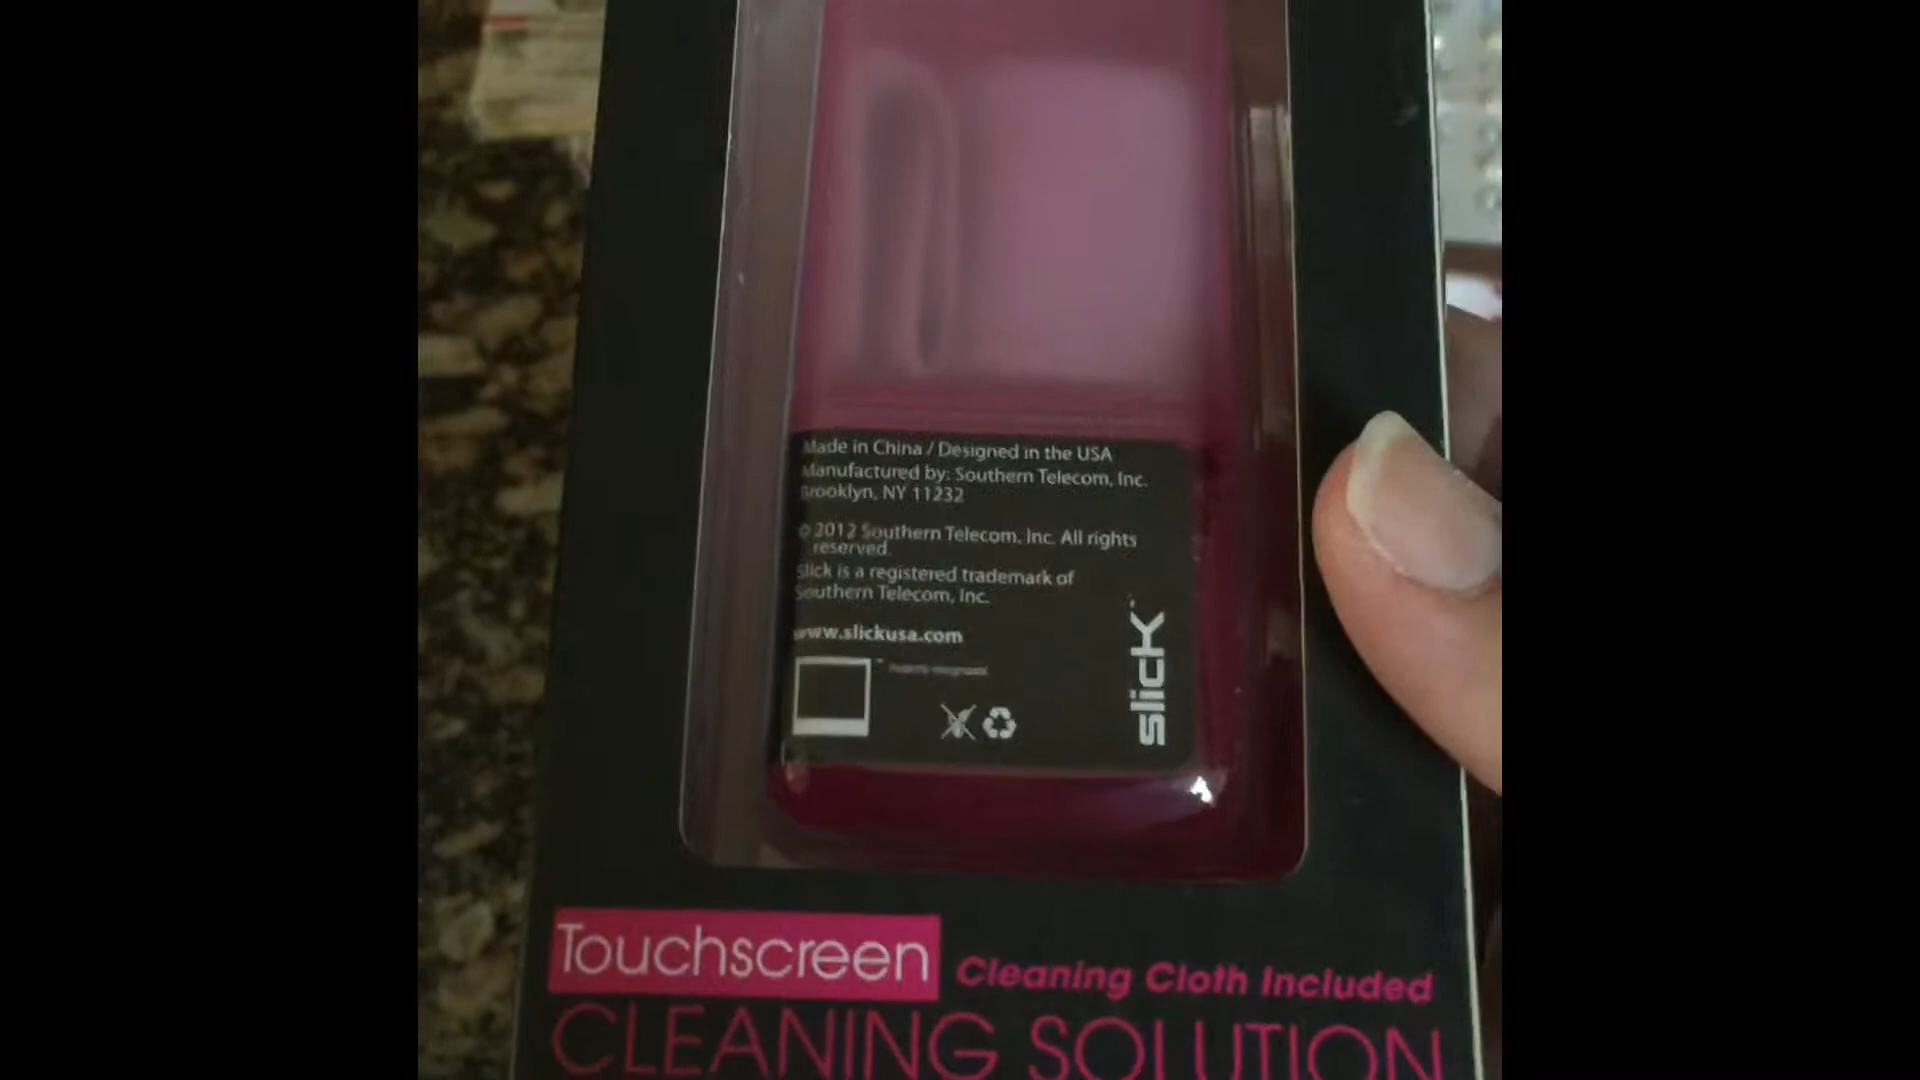 Made in China / Designed in the USA
Manufactured by: Southern Telecom, Inc.
Brooklyn, NY 11232
© 2012 Southern Telecom, Inc. All rights
reserved.
Slick is a registered trademark of
Southern Telecom, Inc.
www.slickusa.com
slick
Touchscreen
Cleaning Cloth Included
CLEANING SOLUTION